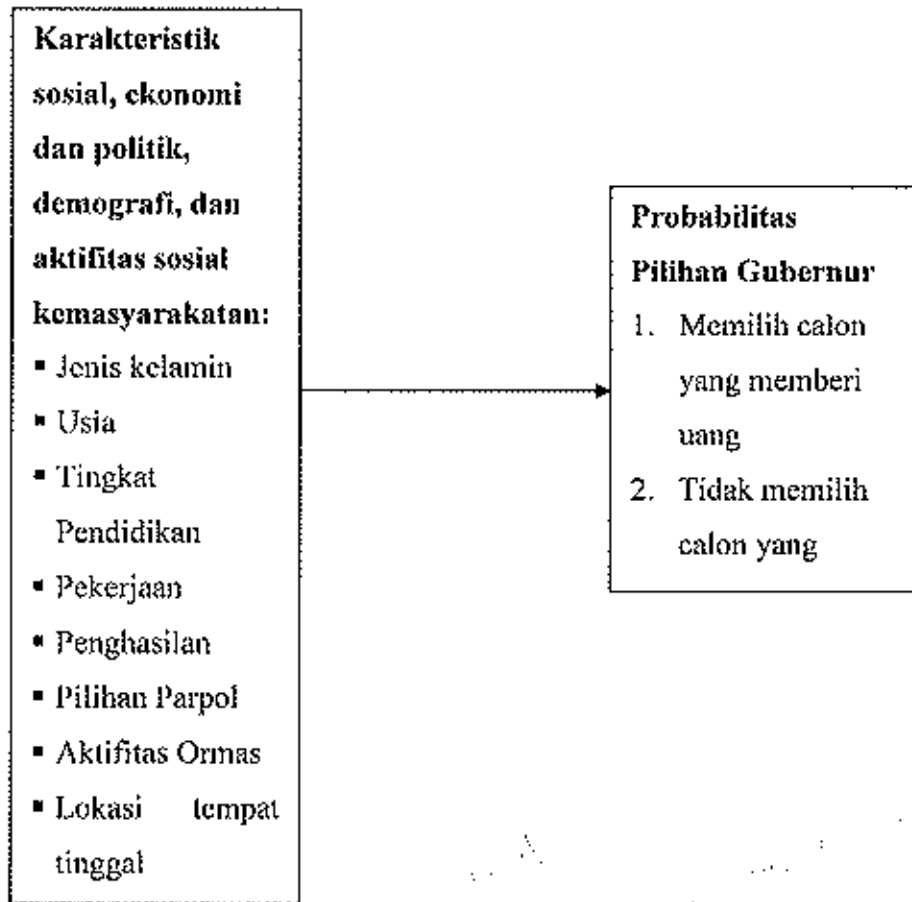 Karakteristik
sosial, ekonomi
dan politik,
demografi, dan
aktifitas sosial
kemasyarakatan:
▪ Jenis kelamin
▪ Usia
▪ Tingkat
Pendidikan
▪ Pekerjaan
▪ Penghasilan
▪ Pilihan Parpol
▪ Aktifitas Ormas
▪ Lokasi tempat
tinggal
Probabilitas
Pilihan Gubernur
1. Memilih calon
yang memberi
uang
2. Tidak memilih
calon yang